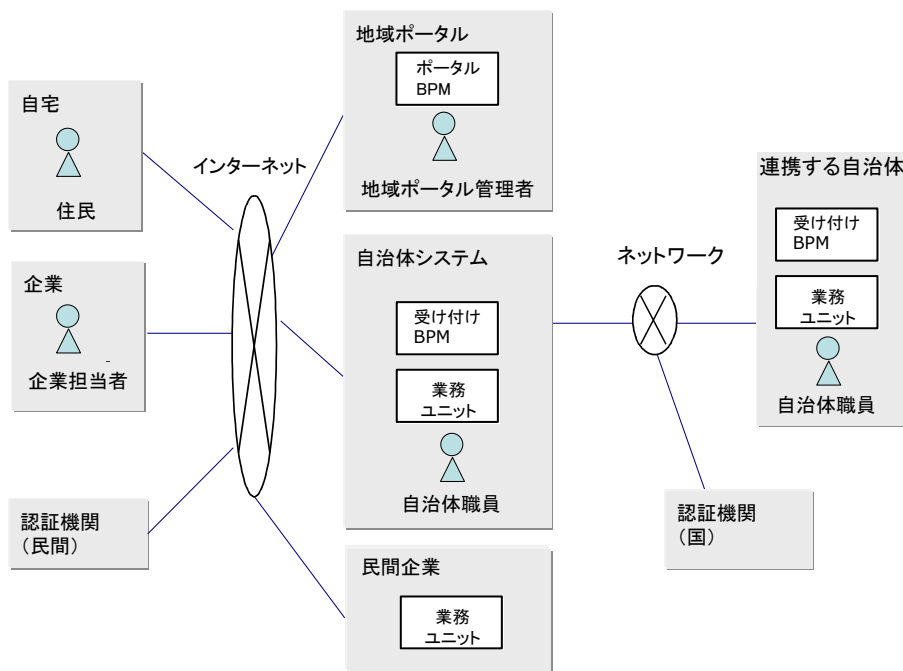 自宅
住民
企業
企業担当者
認証機関
（民間）
インターネット
地域ポータル
ポータル
BPM
地域ポータル管理者
自治体システム
受け付け
BPM
業務
ユニット
自治体職員
民間企業
業務
ユニット
ネットワーク
連携する自治体
受け付け
BPM
業務
ユニット
自治体職員
認証機関
（国）